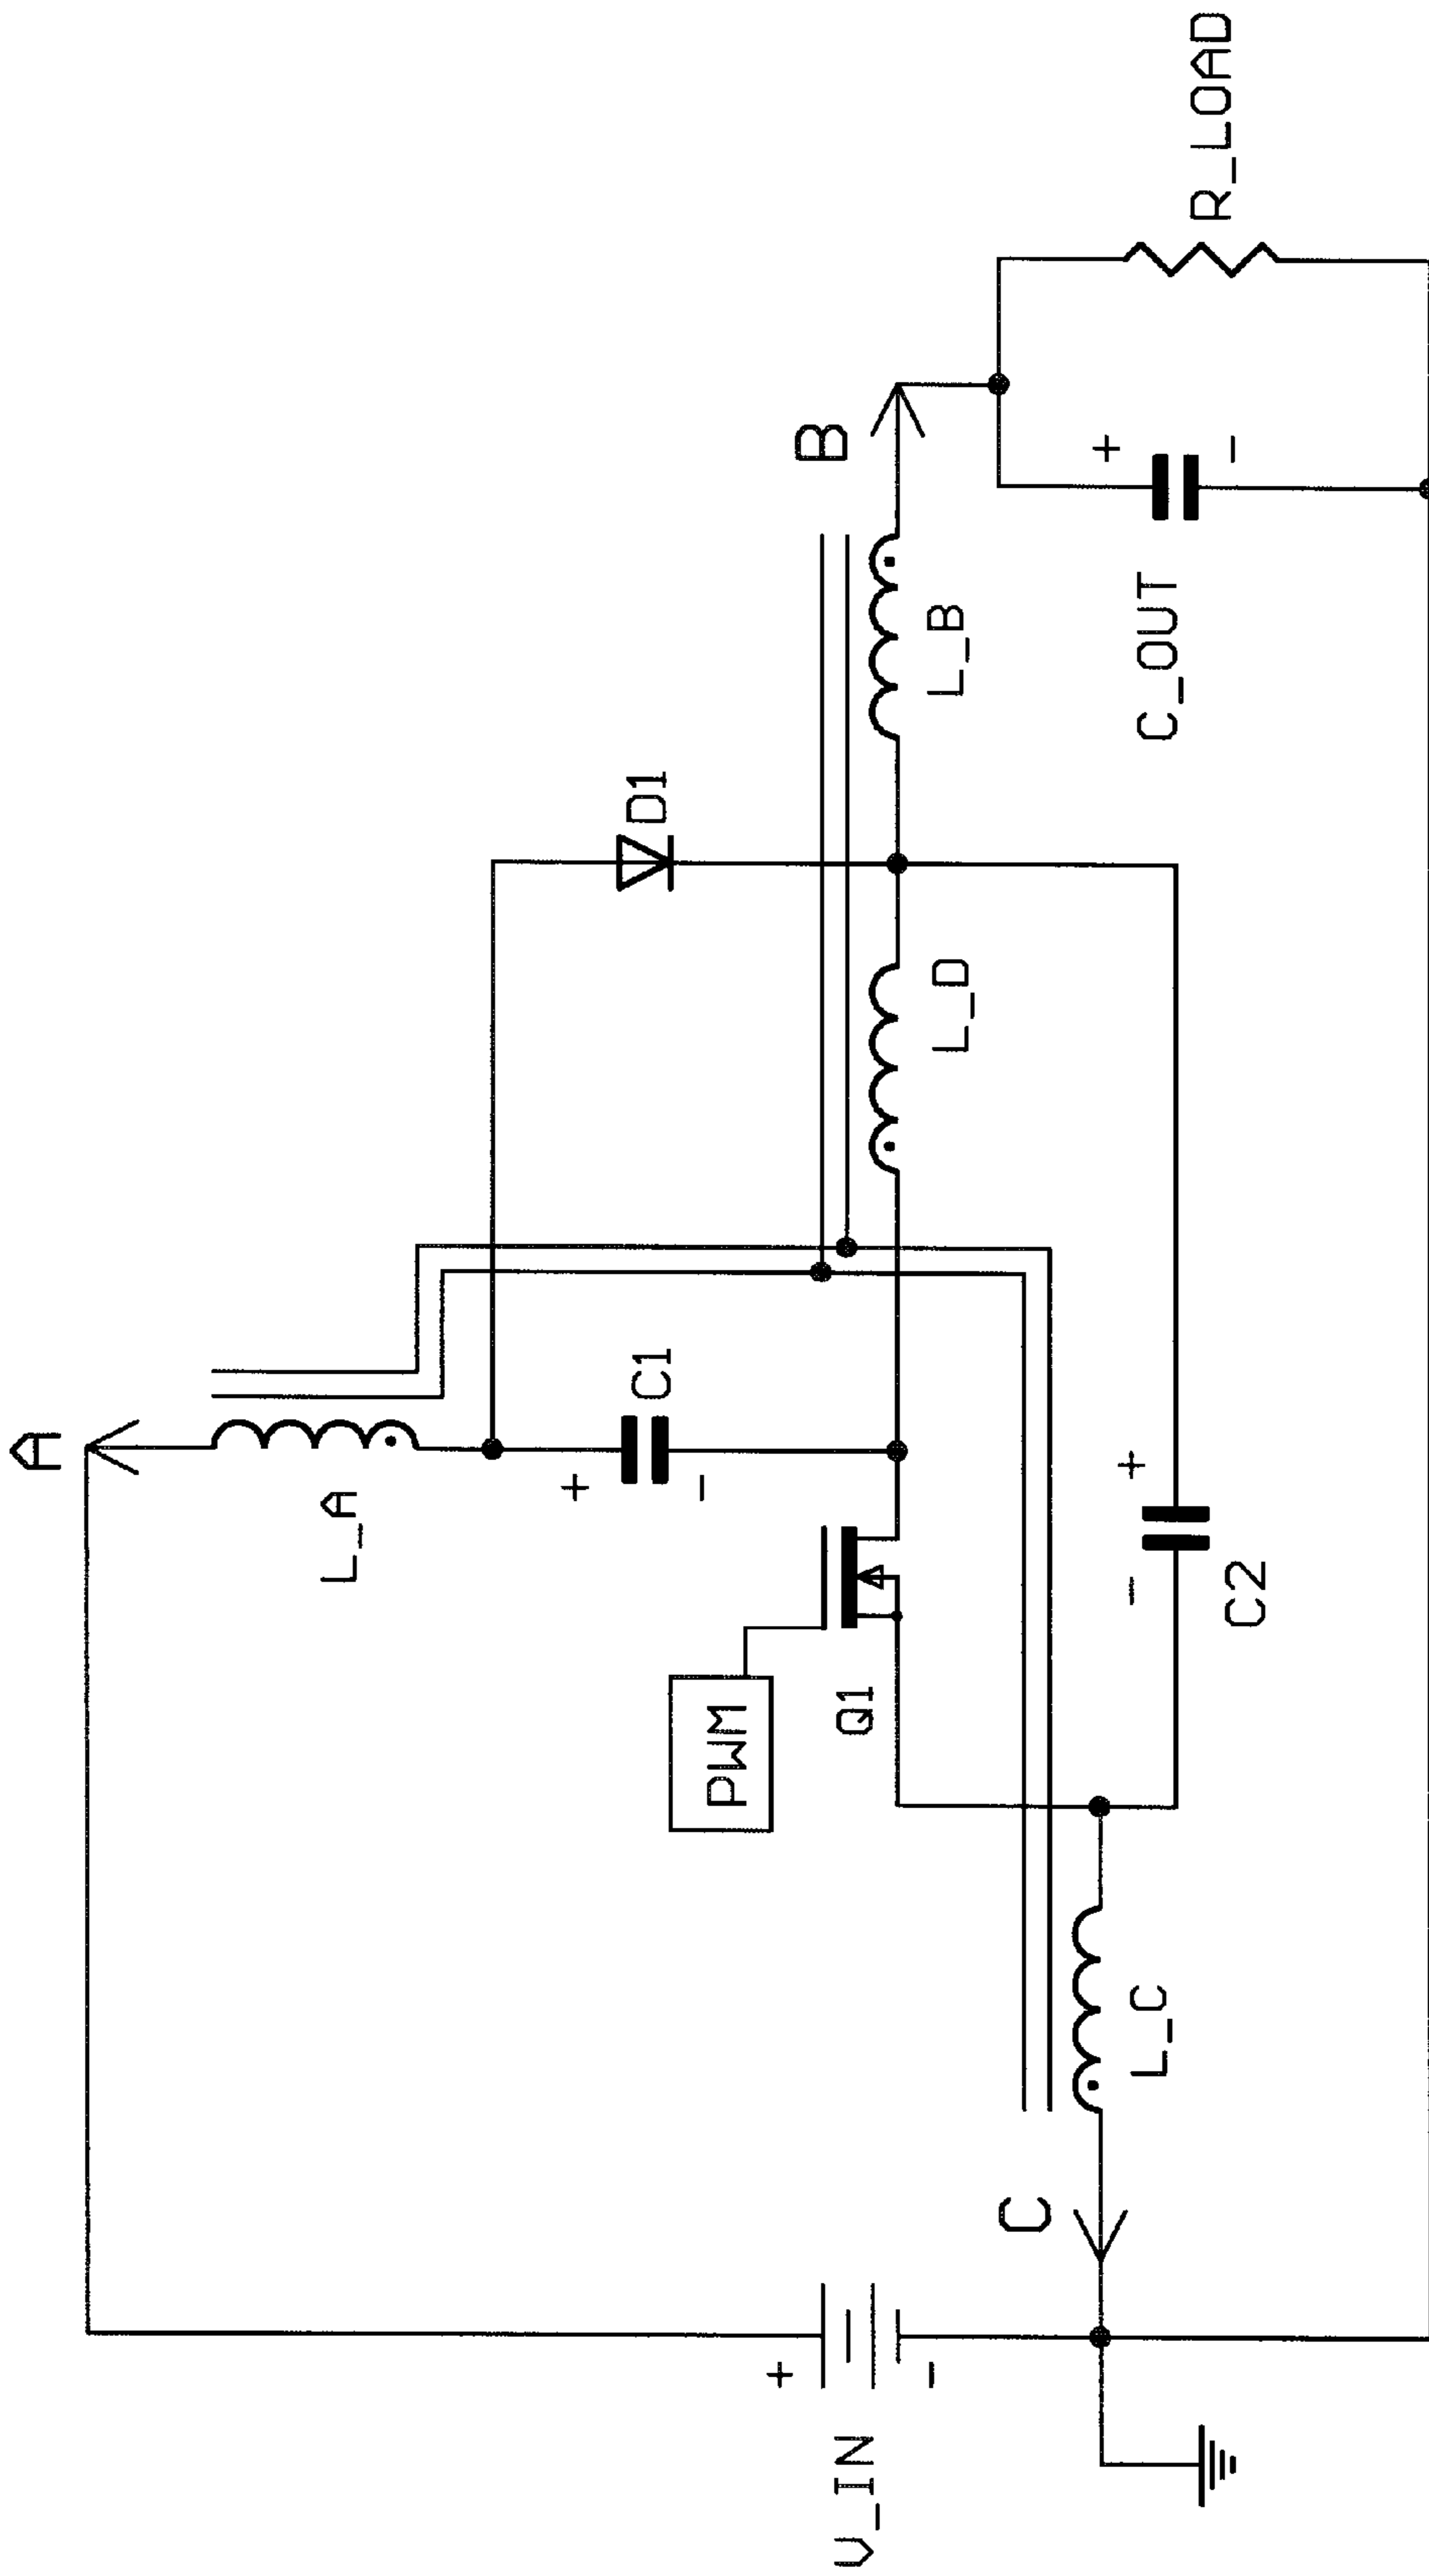 A
L_A
C1
+
-
D1
B
L_B
L_D
PWM
Q1
R_LOAD
C_OUT
+
-
C2
-
+
L_C
C
V_IN
+
-